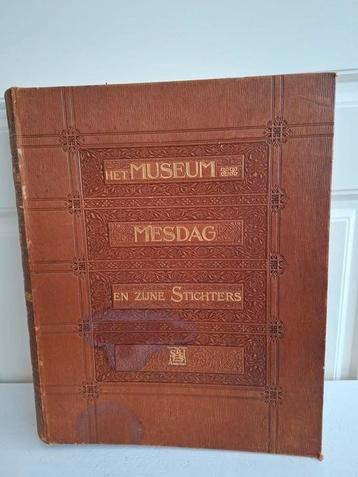 HET MUSEUM
MESDAG
EN ZIJNE STICHTERS